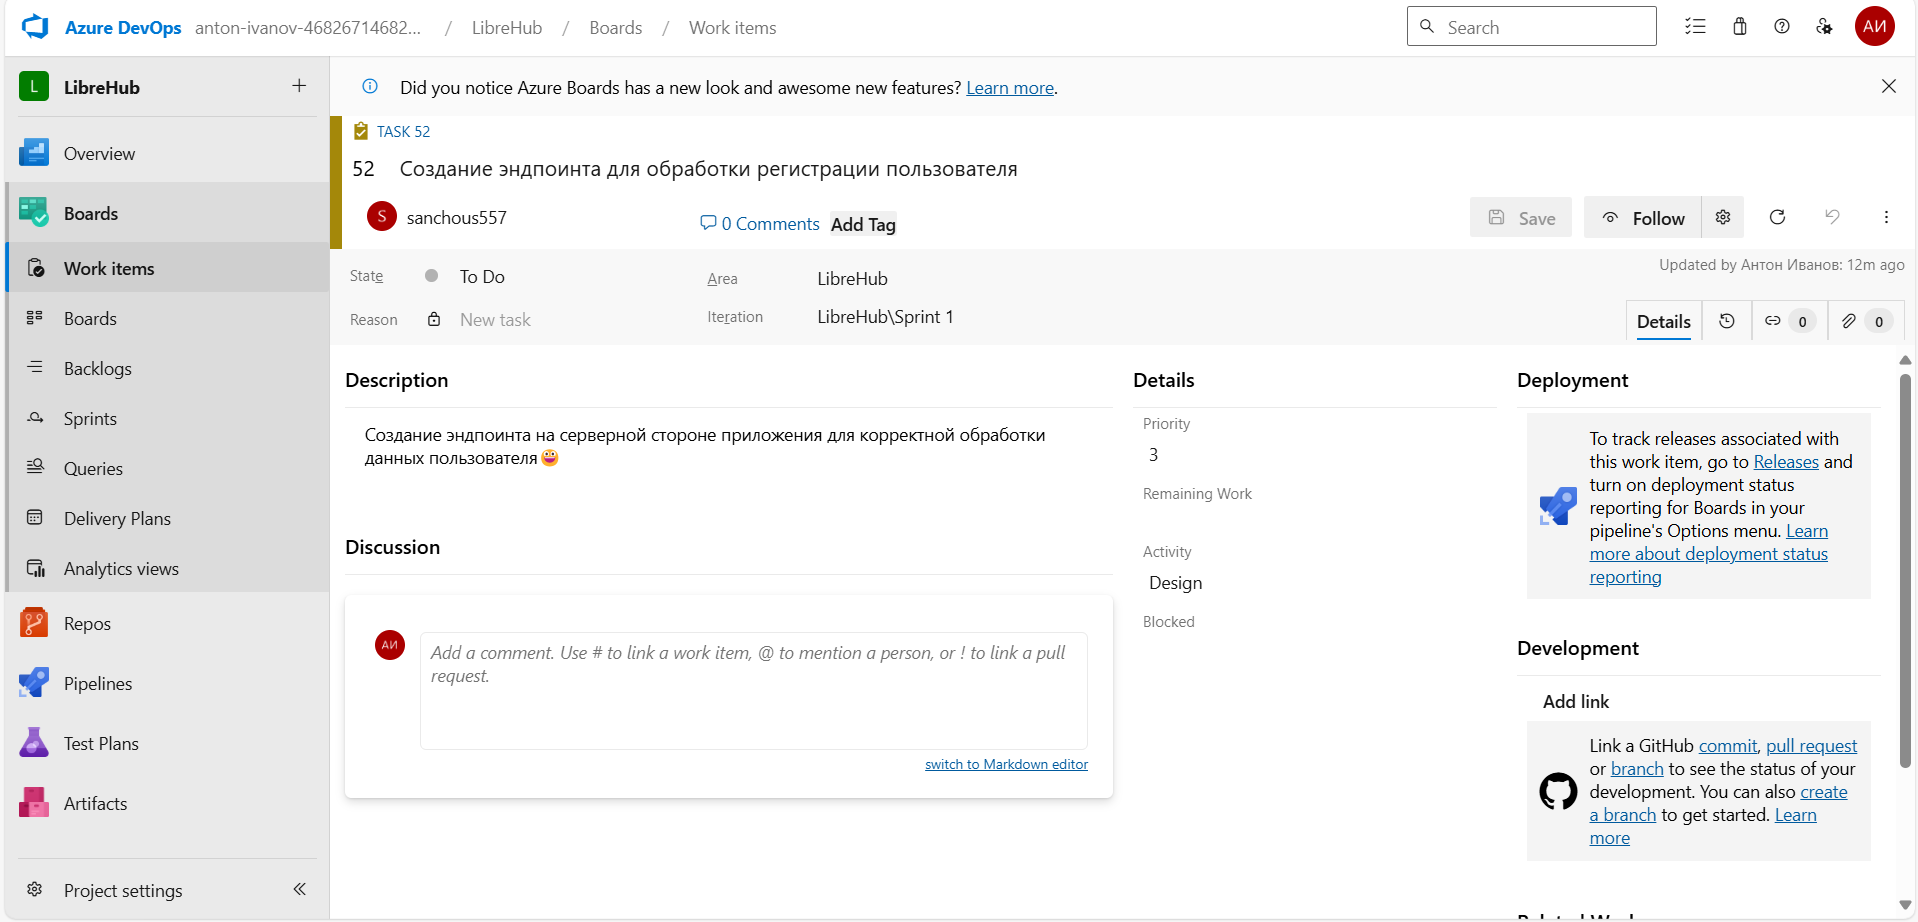 Azure DevOps anton-ivanov-46826714682... / LibreHub / Boards / Work items
Search
АИ
L LibreHub
Overview
Boards
Work items
Boards
Backlogs
Sprints
Queries
Delivery Plans
Analytics views
Repos
Pipelines
Test Plans
Artifacts
Project settings
Did you notice Azure Boards has a new look and awesome new features? Learn more.
TASK 52
52 Создание эндпоинта для обработки регистрации пользователя
S sanchous557
0 Comments Add Tag
Save
Follow
State To Do
Reason New task
Area LibreHub
Iteration LibreHub\Sprint 1
Updated by Антон Иванов: 12m ago
Details 0 0
Description
Создание эндпоинта на серверной стороне приложения для корректной обработки
данных пользователя😀
Discussion
АИ
Add a comment. Use # to link a work item, @ to mention a person, or ! to link a pull
request.
switch to Markdown editor
Details
Priority
3
Remaining Work
Activity
Design
Blocked
Deployment
To track releases associated with
this work item, go to Releases and
turn on deployment status
reporting for Boards in your
pipeline's Options menu. Learn
more about deployment status
reporting
Development
Add link
Link a GitHub commit, pull request
or branch to see the status of your
development. You can also create
a branch to get started. Learn
more